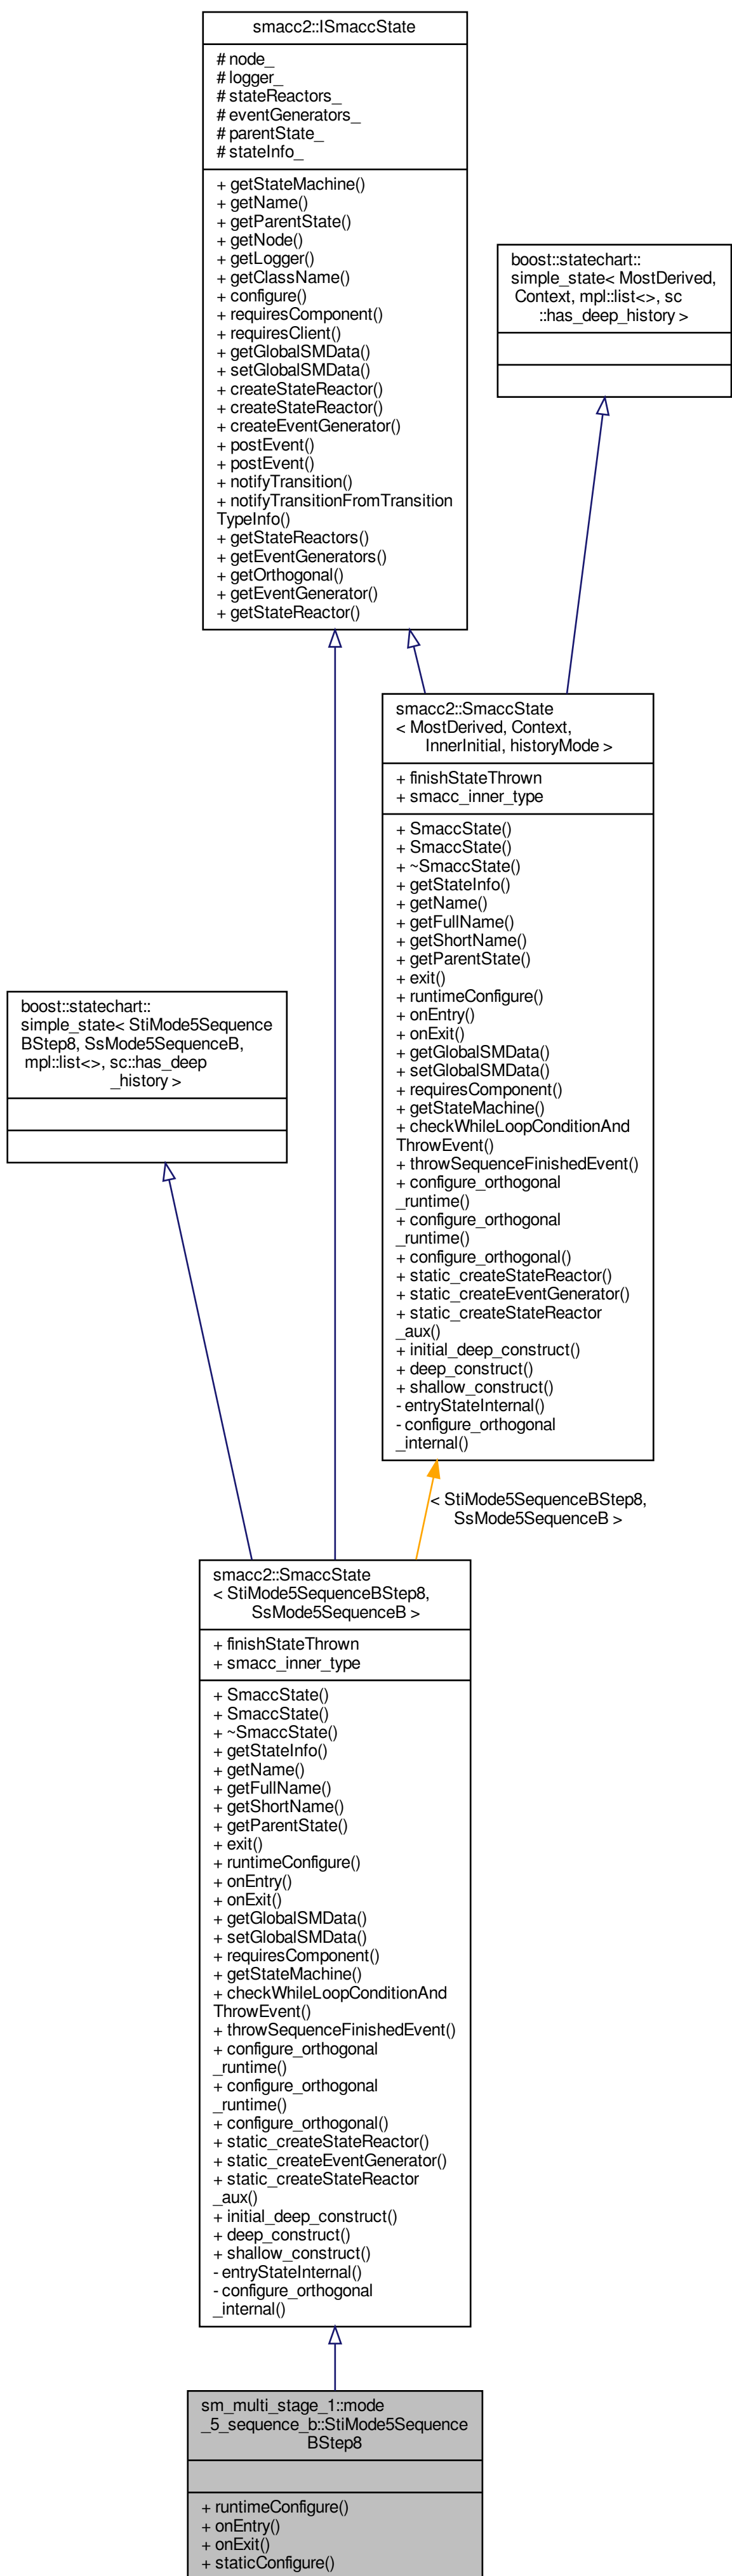 smacc2::ISmaccState
# node_
# logger_
# stateReactors_
# eventGenerators_
# parentState_
# stateInfo_
+ getStateMachine()
+ getName()
+ getParentState()
+ getNode()
+ getLogger()
+ getClassName()
+ configure()
+ requiresComponent()
+ requiresClient()
+ getGlobalSMData()
+ setGlobalSMData()
+ createStateReactor()
+ createStateReactor()
+ createEventGenerator()
+ postEvent()
+ postEvent()
+ notifyTransition()
+ notifyTransitionFromTransition
TypeInfo()
+ getStateReactors()
+ getEventGenerators()
+ getOrthogonal()
+ getEventGenerator()
+ getStateReactor()
boost::statechart::
simple_state< MostDerived,
Context, mpl::list<>, sc
::has_deep_history >
smacc2::SmaccState
< MostDerived, Context,
InnerInitial, historyMode >
+ finishStateThrown
+ smacc_inner_type
+ SmaccState()
+ SmaccState()
+ ~SmaccState()
+ getStateInfo()
+ getName()
+ getFullName()
+ getShortName()
+ getParentState()
+ exit()
+ runtimeConfigure()
+ onEntry()
+ onExit()
+ getGlobalSMData()
+ setGlobalSMData()
+ requiresComponent()
+ getStateMachine()
+ checkWhileLoopConditionAnd
ThrowEvent()
+ throwSequenceFinishedEvent()
+ configure_orthogonal
_runtime()
+ configure_orthogonal
_runtime()
+ configure_orthogonal()
+ static_createStateReactor()
+ static_createEventGenerator()
+ static_createStateReactor
_aux()
+ initial_deep_construct()
+ deep_construct()
+ shallow_construct()
- entryStateInternal()
- configure_orthogonal
_internal()
boost::statechart::
simple_state< StiMode5Sequence
BStep8, SsMode5SequenceB,
mpl::list<>, sc::has_deep
_history >
< StiMode5SequenceBStep8,
SsMode5SequenceB >
smacc2::SmaccState
< StiMode5SequenceBStep8,
SsMode5SequenceB >
+ finishStateThrown
+ smacc_inner_type
+ SmaccState()
+ SmaccState()
+ ~SmaccState()
+ getStateInfo()
+ getName()
+ getFullName()
+ getShortName()
+ getParentState()
+ exit()
+ runtimeConfigure()
+ onEntry()
+ onExit()
+ getGlobalSMData()
+ setGlobalSMData()
+ requiresComponent()
+ getStateMachine()
+ checkWhileLoopConditionAnd
ThrowEvent()
+ throwSequenceFinishedEvent()
+ configure_orthogonal
_runtime()
+ configure_orthogonal
_runtime()
+ configure_orthogonal()
+ static_createStateReactor()
+ static_createEventGenerator()
+ static_createStateReactor
_aux()
+ initial_deep_construct()
+ deep_construct()
+ shallow_construct()
- entryStateInternal()
- configure_orthogonal
_internal()
sm_multi_stage_1::mode
_5_sequence_b::StiMode5Sequence
BStep8
+ runtimeConfigure()
+ onEntry()
+ onExit()
+ staticConfigure()